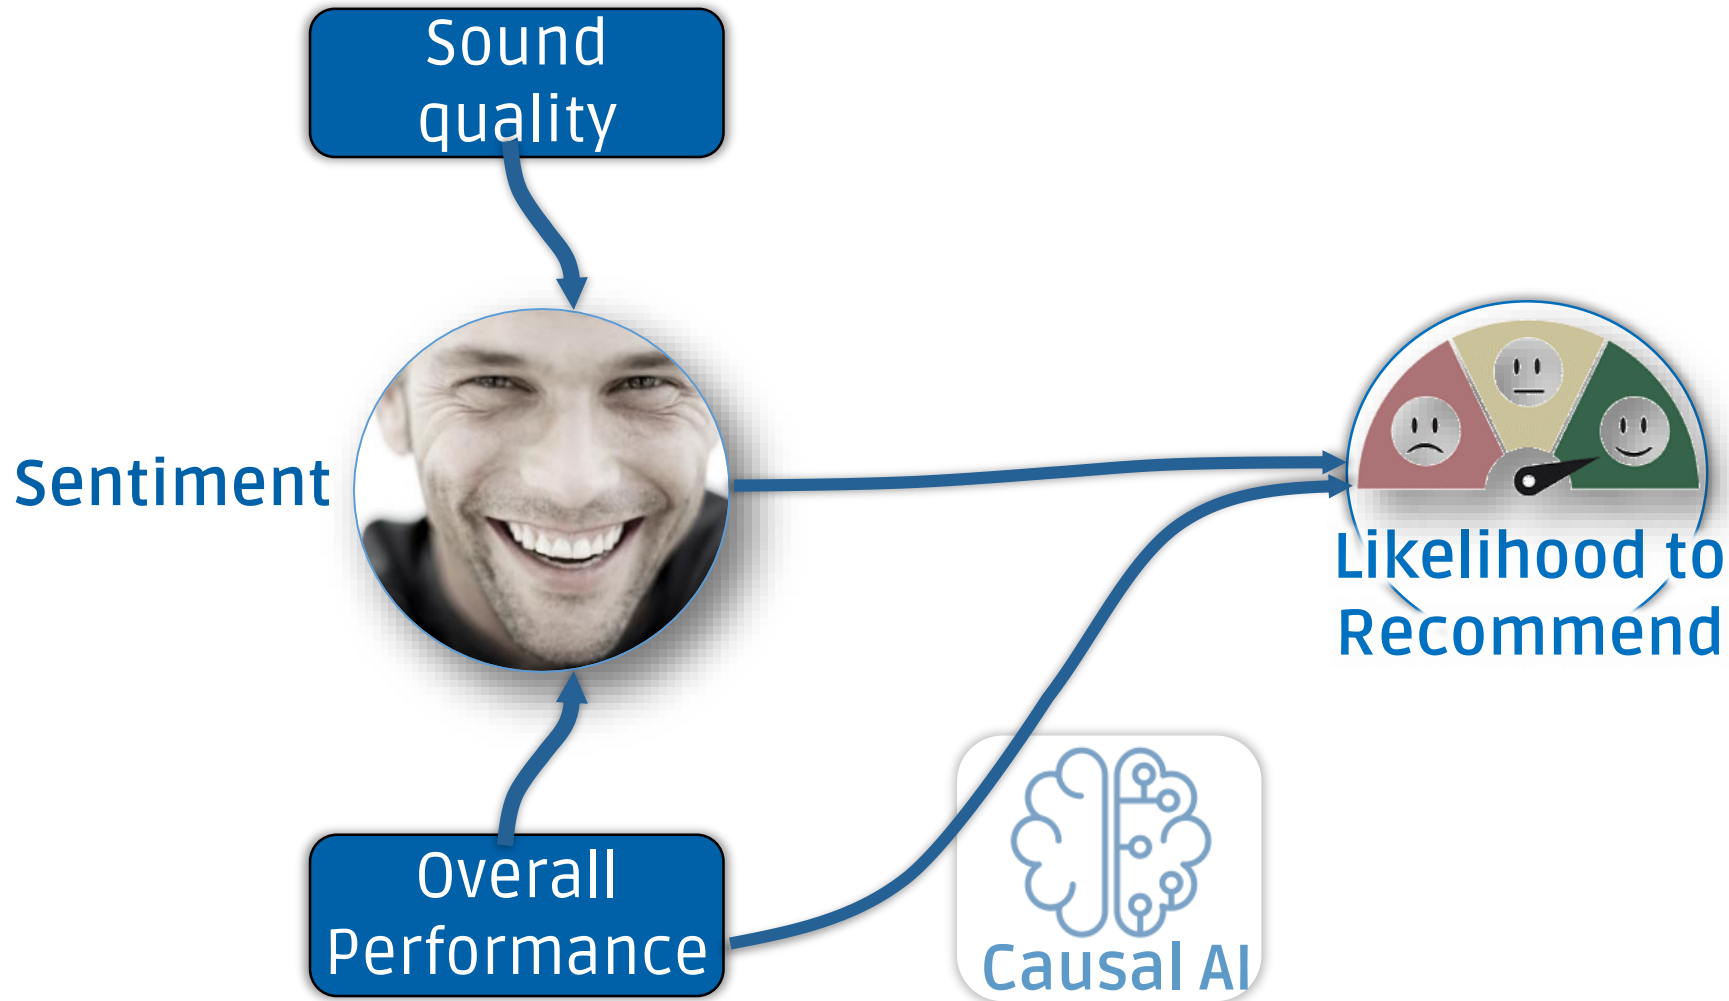 Sound
quality
Sentiment
Likelihood to
Recommend
Overall
Performance
Causal AI